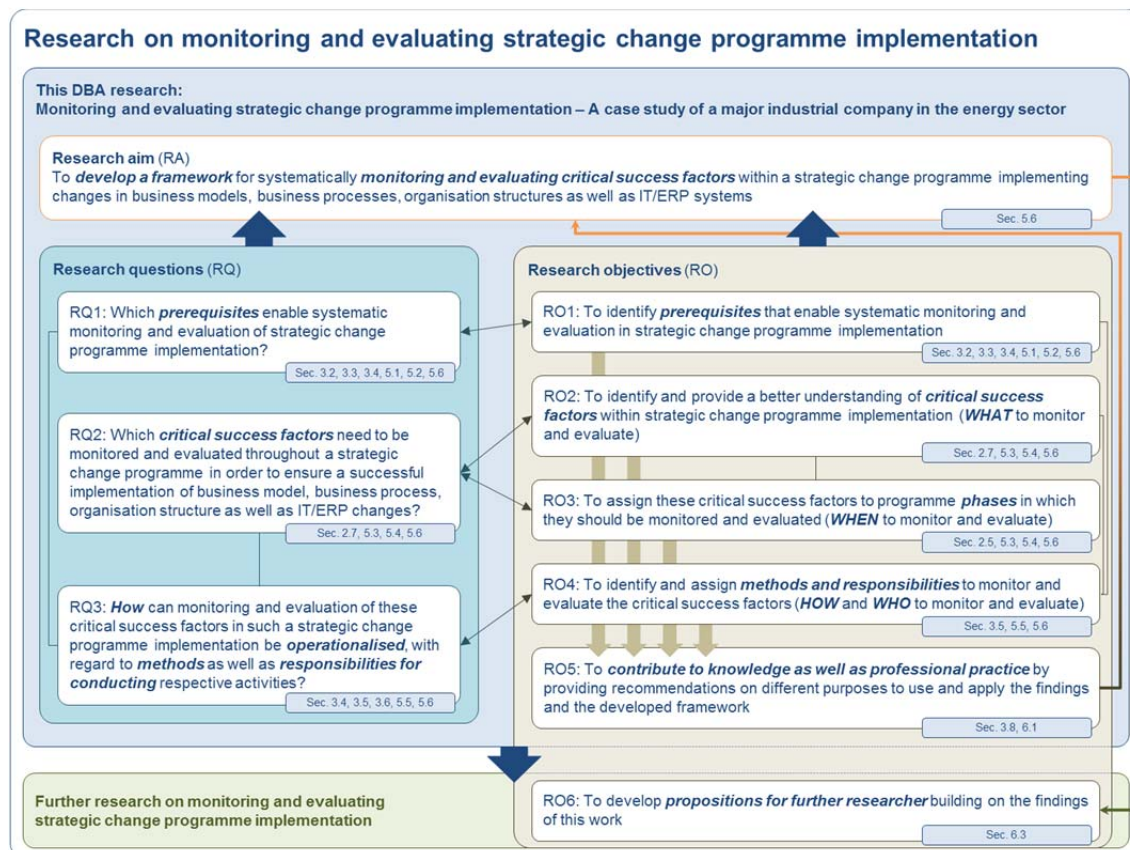 Research on monitoring and evaluating strategic change programme implementation
This DBA research:
Monitoring and evaluating strategic change programme implementation – A case study of a major industrial company in the energy sector
Research aim (RA)
To develop a framework for systematically monitoring and evaluating critical success factors within a strategic change programme implementing
changes in business models, business processes, organisation structures as well as IT/ERP systems
Sec. 5.6
Research questions (RQ)
RQ1: Which prerequisites enable systematic
monitoring and evaluation of strategic change
programme implementation?
Sec. 3.2, 3.3, 3.4, 5.1, 5.2, 5.6
RQ2: Which critical success factors need to be
monitored and evaluated throughout a strategic
change programme in order to ensure a successful
implementation of business model, business process,
organisation structure as well as IT/ERP changes?
Sec. 2.7, 5.3, 5.4, 5.6
RQ3: How can monitoring and evaluation of these
critical success factors in such a strategic change
programme implementation be operationalised, with
regard to methods as well as responsibilities for
conducting respective activities?
Sec. 3.4, 3.5, 3.6, 5.5, 5.6
Research objectives (RO)
RO1: To identify prerequisites that enable systematic monitoring and
evaluation in strategic change programme implementation
Sec. 3.2, 3.3, 3.4, 5.1, 5.2, 5.6
RO2: To identify and provide a better understanding of critical success
factors within strategic change programme implementation (WHAT to monitor
and evaluate)
Sec. 2.7, 5.3, 5.4, 5.6
RO3: To assign these critical success factors to programme phases in which
they should be monitored and evaluated (WHEN to monitor and evaluate)
Sec. 2.5, 5.3, 5.4, 5.6
RO4: To identify and assign methods and responsibilities to monitor and
evaluate the critical success factors (HOW and WHO to monitor and evaluate)
Sec. 3.5, 5.5, 5.6
RO5: To contribute to knowledge as well as professional practice by
providing recommendations on different purposes to use and apply the findings
and the developed framework
Sec. 3.8, 6.1
Further research on monitoring and evaluating
strategic change programme implementation
RO6: To develop propositions for further researcher building on the findings
of this work
Sec. 6.3